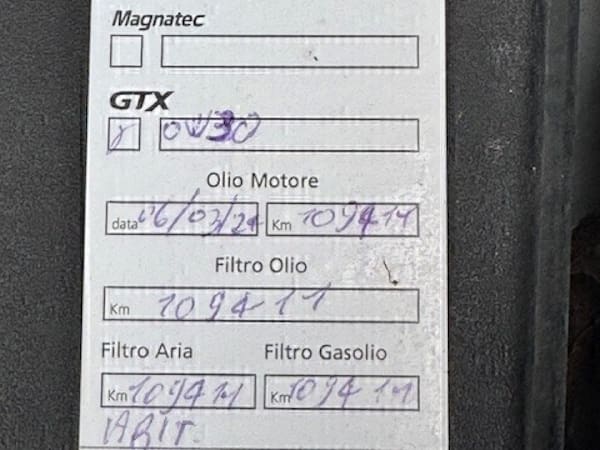 Magnatec
GTX
X 0W30
Olio Motore
data 06/03/24 Km 109411
Filtro Olio
Km 109411
Filtro Aria Filtro Gasolio
Km 109411 Km 109411